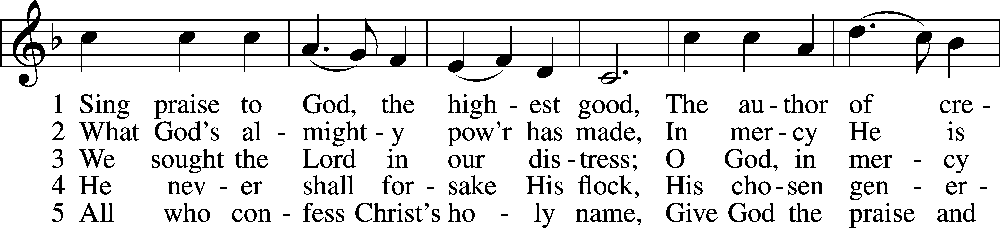 1 Sing praise to God, the high - est good, The au - thor of cre -
2 What God's al - might - y pow'r has made, In mer - cy He is
3 We sought the Lord in our dis - tress; O God, in mer - cy
4 He nev - er shall for - sake His flock, His cho - sen gen - er -
5 All who con - fess Christ's ho - ly name, Give God the praise and